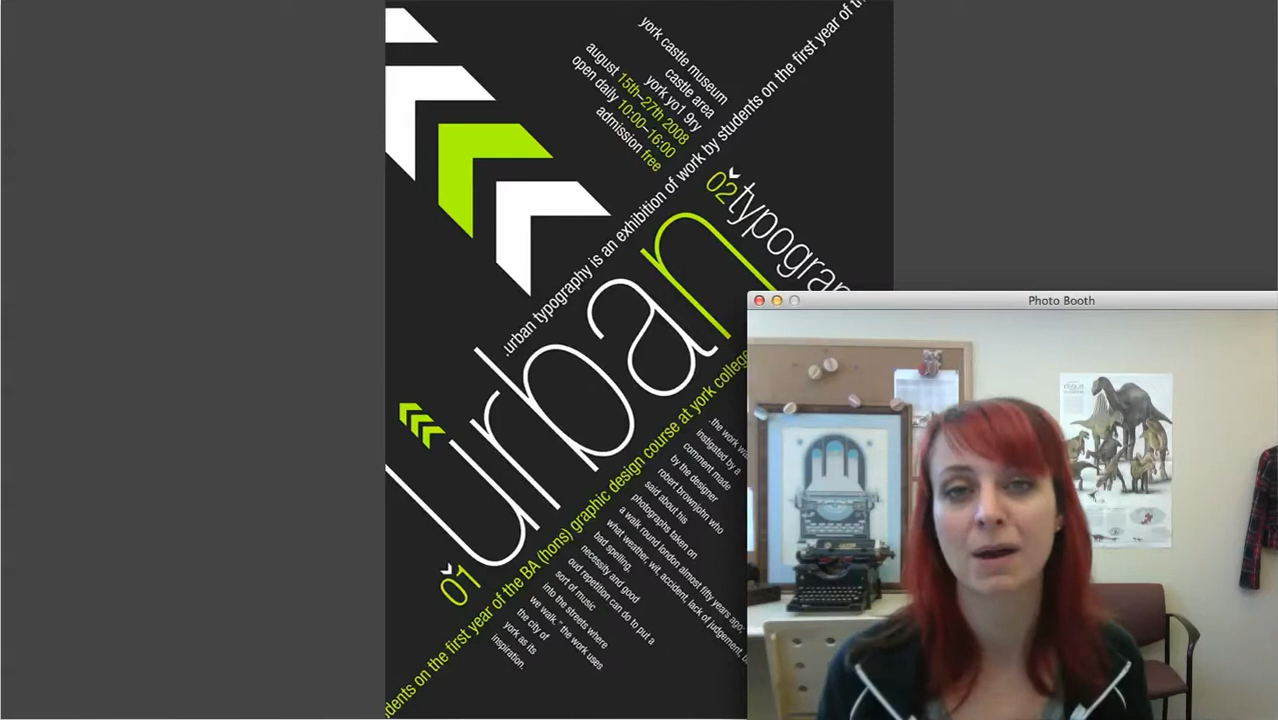 york castle museum
castle area
york yo1 9ry
august 15th–27th 2008
open daily 10:00–16:00
admission free
.urban typography is an exhibition of work by students on the first year of th
02 typogra
urban
01
dents on the first year of the BA (hons) graphic design course at york college
.the work wa
instigated by a
comment made
by the designer
robert brownjohn who
said about his
photographs taken on
a walk round london almost fifty years ago:
what weather, wit, accident, lack of judgement,
bad spelling,
necessity and good
oud repetition can do to put a
sort of music
into the streets where
we walk." the work uses
the city of
york as its
inspiration
Photo Booth